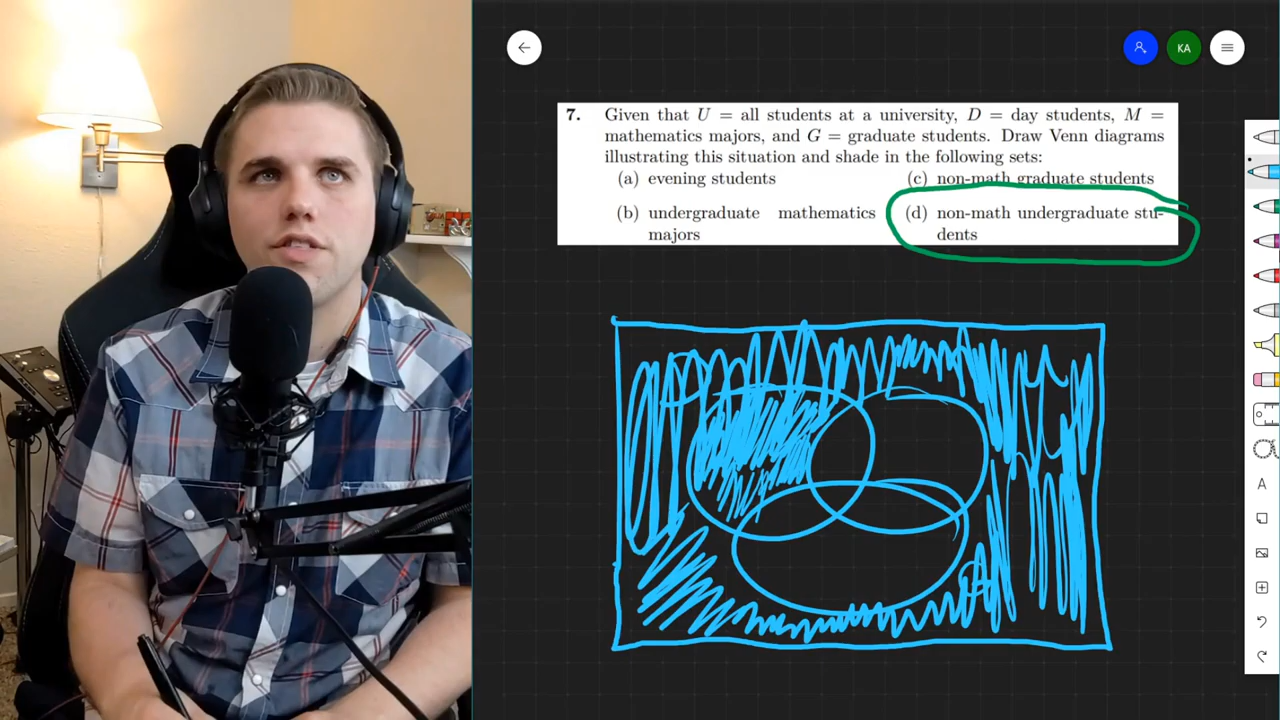 KA
7. Given that U = all students at a university, D = day students, M =
mathematics majors, and G = graduate students. Draw Venn diagrams
illustrating this situation and shade in the following sets:
(a) evening students (c) non-math graduate students
(b) undergraduate mathematics (d) non-math undergraduate stu-
majors dents
A